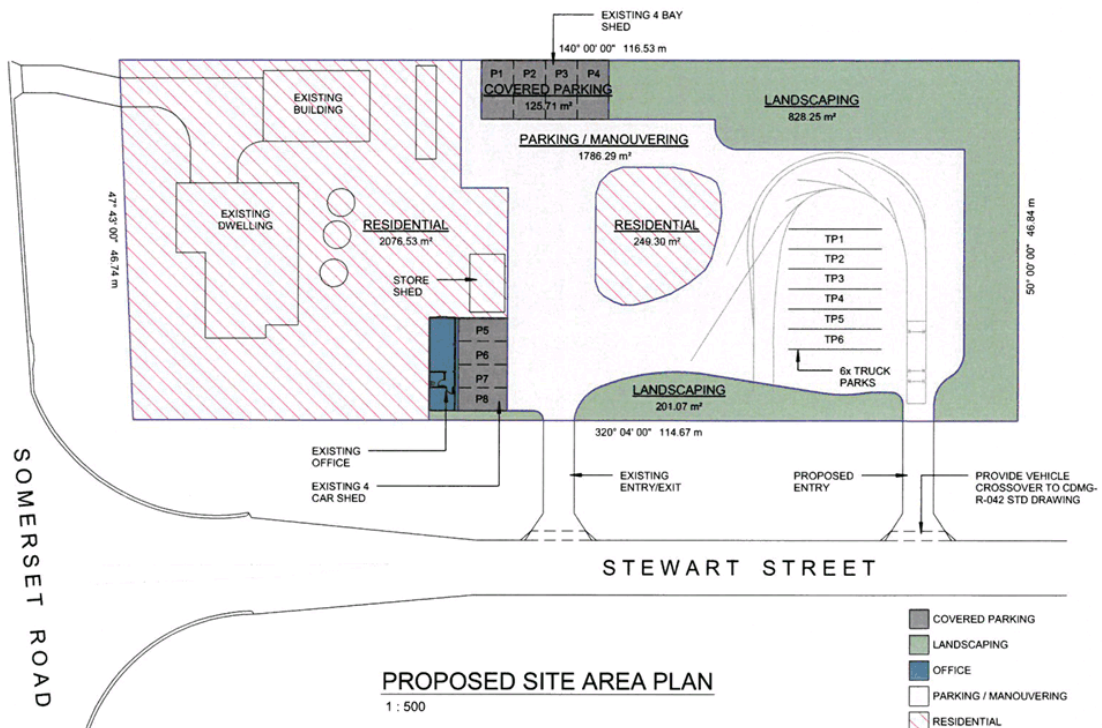 EXISTING 4 BAY
SHED
140° 00' 00"  116.53 m
P1 P2 P3 P4
COVERED PARKING
125.71 m²
EXISTING
BUILDING
LANDSCAPING
828.25 m²
PARKING / MANOUVERING
1786.29 m²
47° 43' 00"  46.74 m
EXISTING
DWELLING
RESIDENTIAL
2076.53 m²
RESIDENTIAL
249.30 m²
50° 00' 00"  46.84 m
TP1
TP2
TP3
TP4
TP5
TP6
STORE
SHED
P5
P6
P7
P8
6x TRUCK
PARKS
LANDSCAPING
201.07 m²
320° 04' 00"  114.67 m
EXISTING
OFFICE
EXISTING 4
CAR SHED
EXISTING
ENTRY/EXIT
PROPOSED
ENTRY
PROVIDE VEHICLE
CROSSOVER TO CDMG-
R-042 STD DRAWING
SOMERSET ROAD
STEWART STREET
COVERED PARKING
LANDSCAPING
OFFICE
PARKING / MANOUVERING
RESIDENTIAL
PROPOSED SITE AREA PLAN
1 : 500